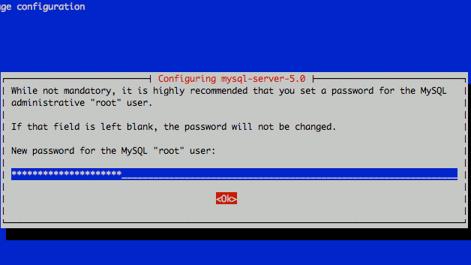 ge configuration
Configuring mysql-server-5.0
While not mandatory, it is highly recommended that you set a password for the MySQL
administrative "root" user.
If that field is left blank, the password will not be changed.
New password for the MySQL "root" user:
*********************
<Ok>